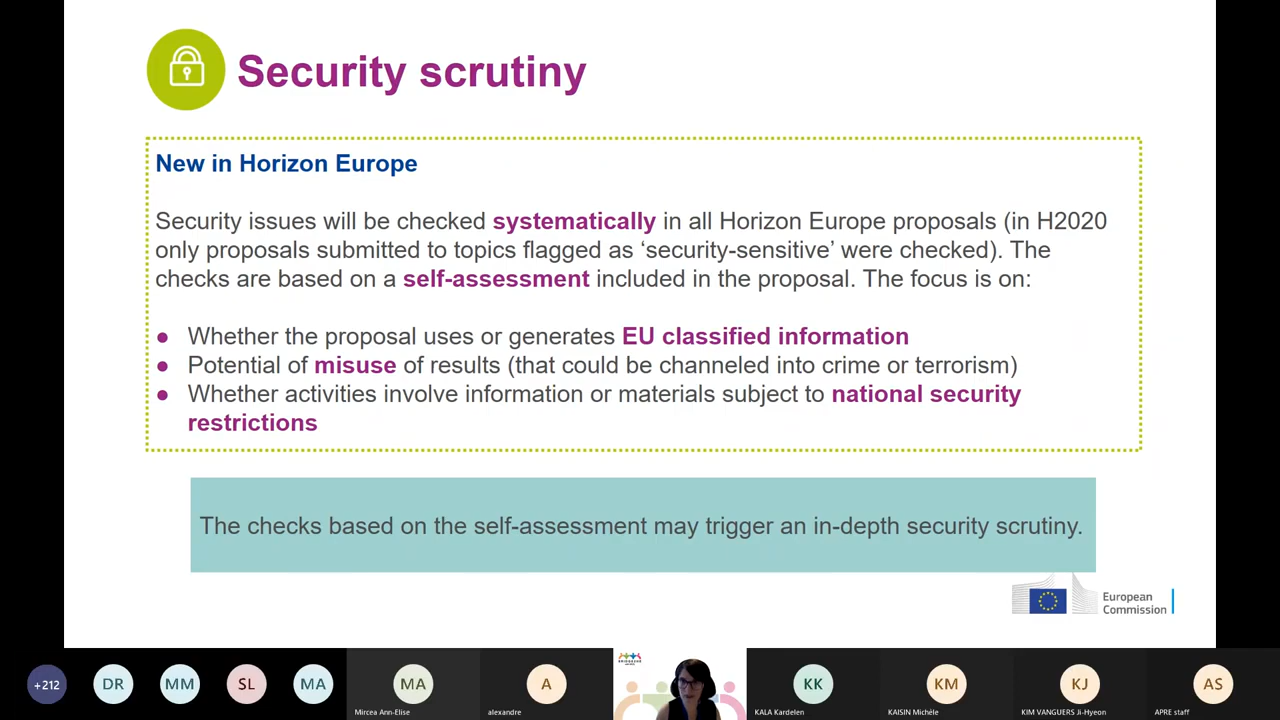 Security scrutiny
New in Horizon Europe
Security issues will be checked systematically in all Horizon Europe proposals (in H2020
only proposals submitted to topics flagged as ‘security-sensitive’ were checked). The
checks are based on a self-assessment included in the proposal. The focus is on:
● Whether the proposal uses or generates EU classified information
● Potential of misuse of results (that could be channeled into crime or terrorism)
● Whether activities involve information or materials subject to national security
restrictions
The checks based on the self-assessment may trigger an in-depth security scrutiny.
European
Commission
+212
DR
MM
SL
MA
MA
Mircea Ann-Elise
A
alexandre
KK
KALA Kardelen
KM
KAISIN Michèle
KJ
KIM VANGUERS Ji-Hyeon
AS
APRE staff